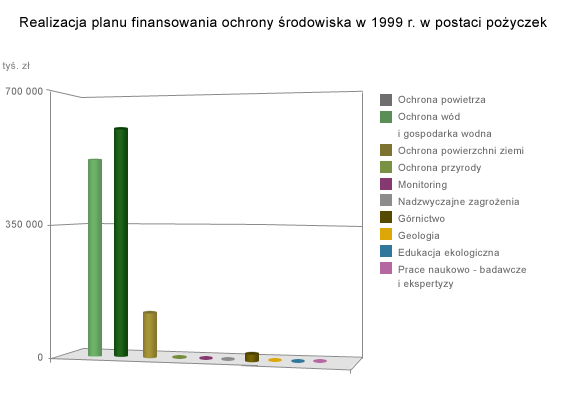 Realizacja planu finansowania ochrony środowiska w 1999 r. w postaci pożyczek
tyś. zł
700 000
350 000
0
Ochrona powietrza
Ochrona wód
i gospodarka wodna
Ochrona powierzchni ziemi
Ochrona przyrody
Monitoring
Nadzwyczajne zagrożenia
Górnictwo
Geologia
Edukacja ekologiczna
Prace naukowo - badawcze
i ekspertyzy